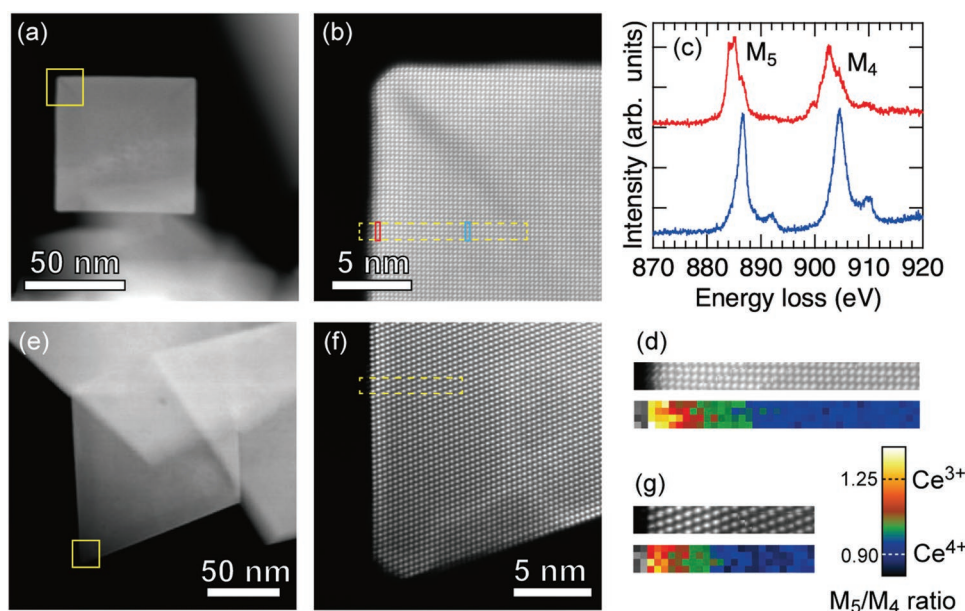 (a)
50 nm
(b)
5 nm
(c)
M5
M4
Intensity (arb. units)
870 880 890 900 910 920
Energy loss (eV)
(d)
(e)
50 nm
(f)
5 nm
(g)
1.25
Ce3+
0.90
Ce4+
M5/M4 ratio